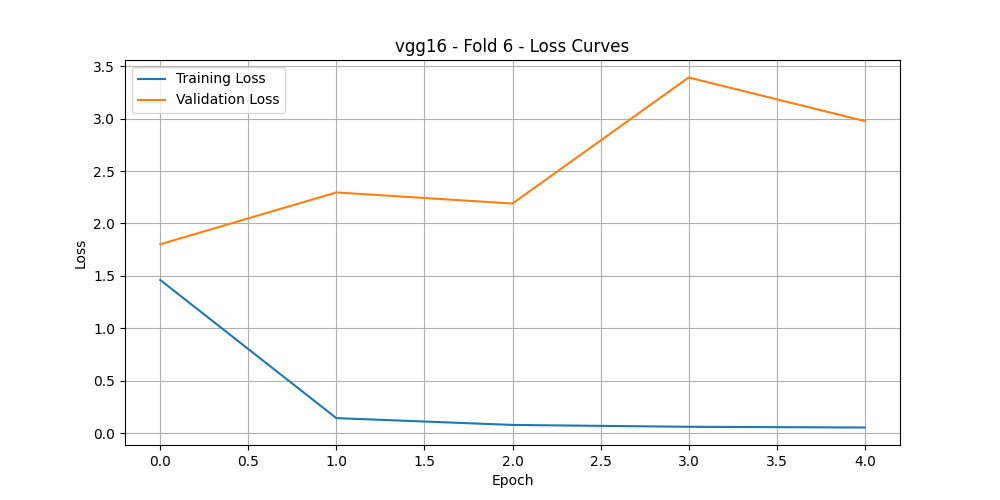 vgg16 - Fold 6 - Loss Curves
Training Loss
Validation Loss
3.5
3.0
2.5
2.0
1.5
1.0
0.5
0.0
Loss
0.0 0.5 1.0 1.5 2.0 2.5 3.0 3.5 4.0
Epoch